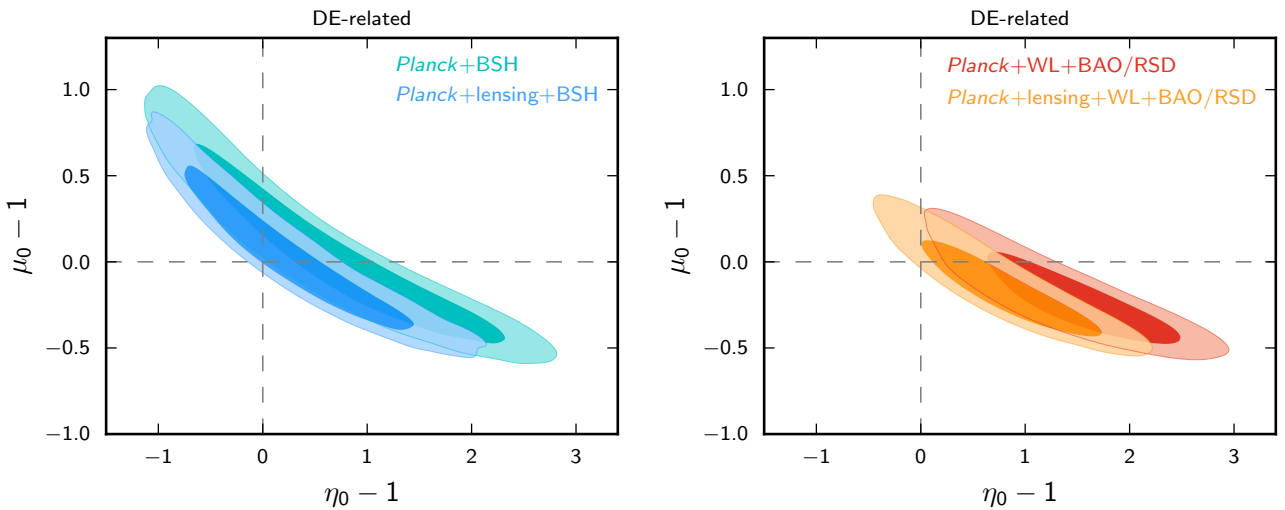 DE-related
Planck+BSH
Planck+lensing+BSH
1.0
0.5
0.0
−0.5
−1.0
μ₀ − 1
−1 0 1 2 3
η₀ − 1
DE-related
Planck+WL+BAO/RSD
Planck+lensing+WL+BAO/RSD
1.0
0.5
0.0
−0.5
−1.0
μ₀ − 1
−1 0 1 2 3
η₀ − 1